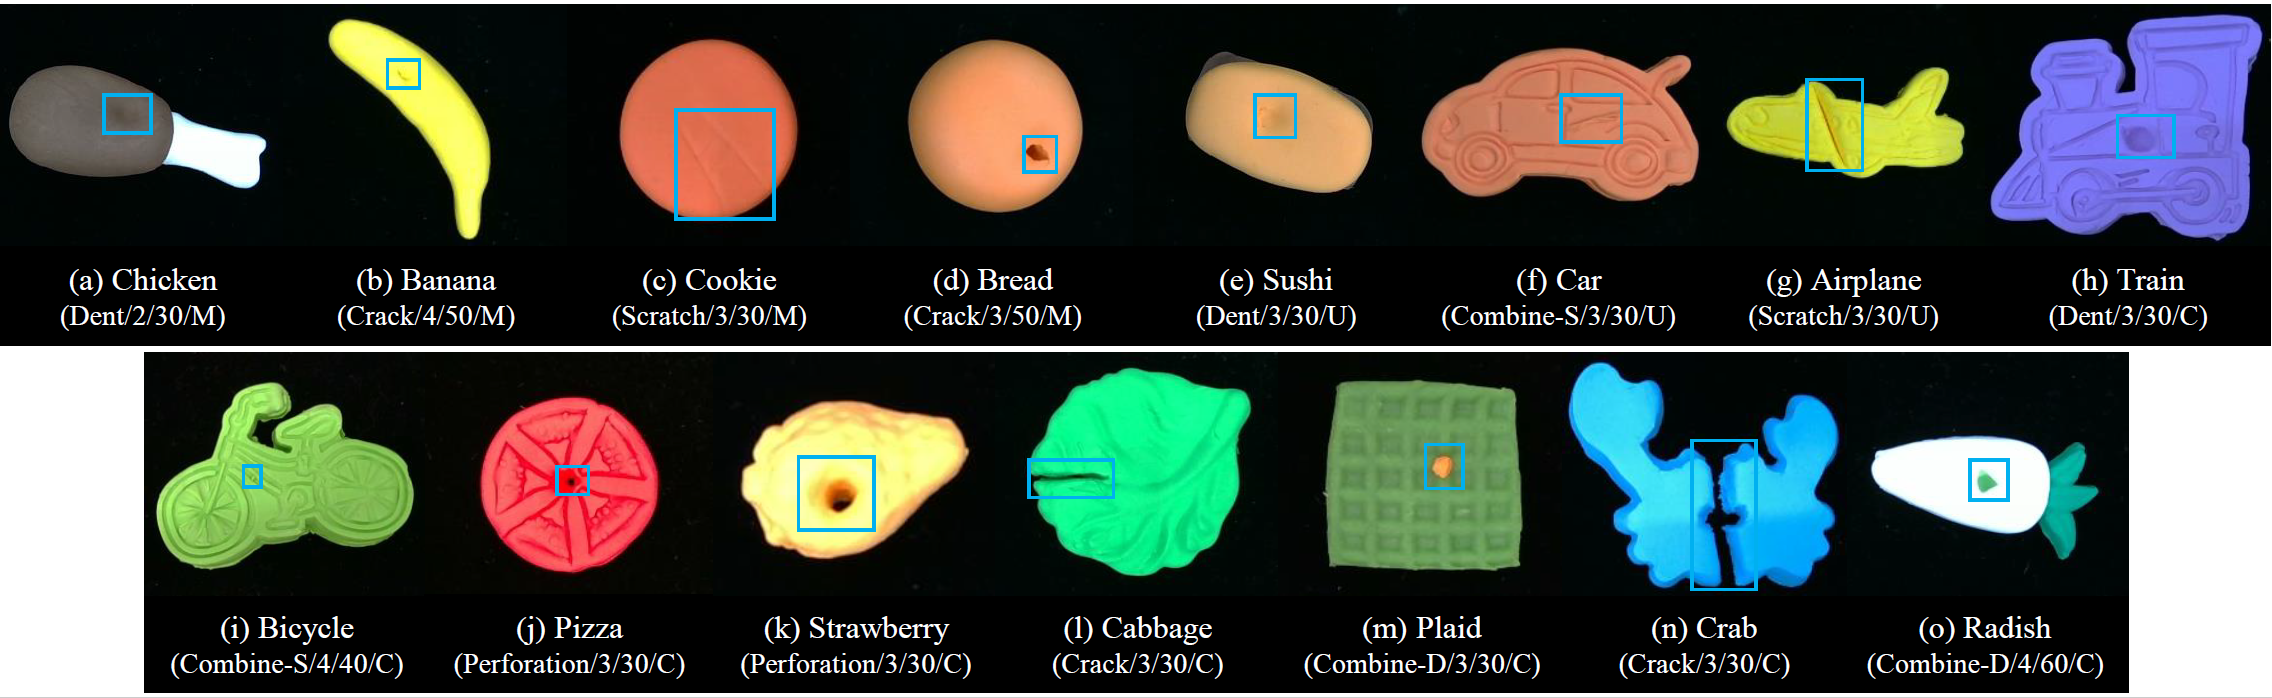 (a) Chicken
(Dent/2/30/M)
(b) Banana
(Crack/4/50/M)
(c) Cookie
(Scratch/3/30/M)
(d) Bread
(Crack/3/50/M)
(e) Sushi
(Dent/3/30/U)
(f) Car
(Combine-S/3/30/U)
(g) Airplane
(Scratch/3/30/U)
(h) Train
(Dent/3/30/C)
(i) Bicycle
(Combine-S/4/40/C)
(j) Pizza
(Perforation/3/30/C)
(k) Strawberry
(Perforation/3/30/C)
(l) Cabbage
(Crack/3/30/C)
(m) Plaid
(Combine-D/3/30/C)
(n) Crab
(Crack/3/30/C)
(o) Radish
(Combine-D/4/60/C)